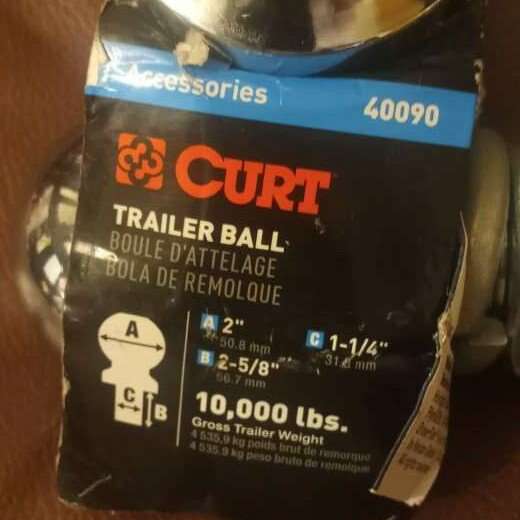 Accessories
40090
CURT
TRAILER BALL
BOULE D'ATTELAGE
BOLA DE REMOLQUE
A
C
B
A 2"
50.8 mm
B 2-5/8"
66.7 mm
C 1-1/4"
31.8 mm
10,000 lbs.
Gross Trailer Weight
4 535,9 kg poids brut de remorque
4 535.9 kg peso bruto de remolque